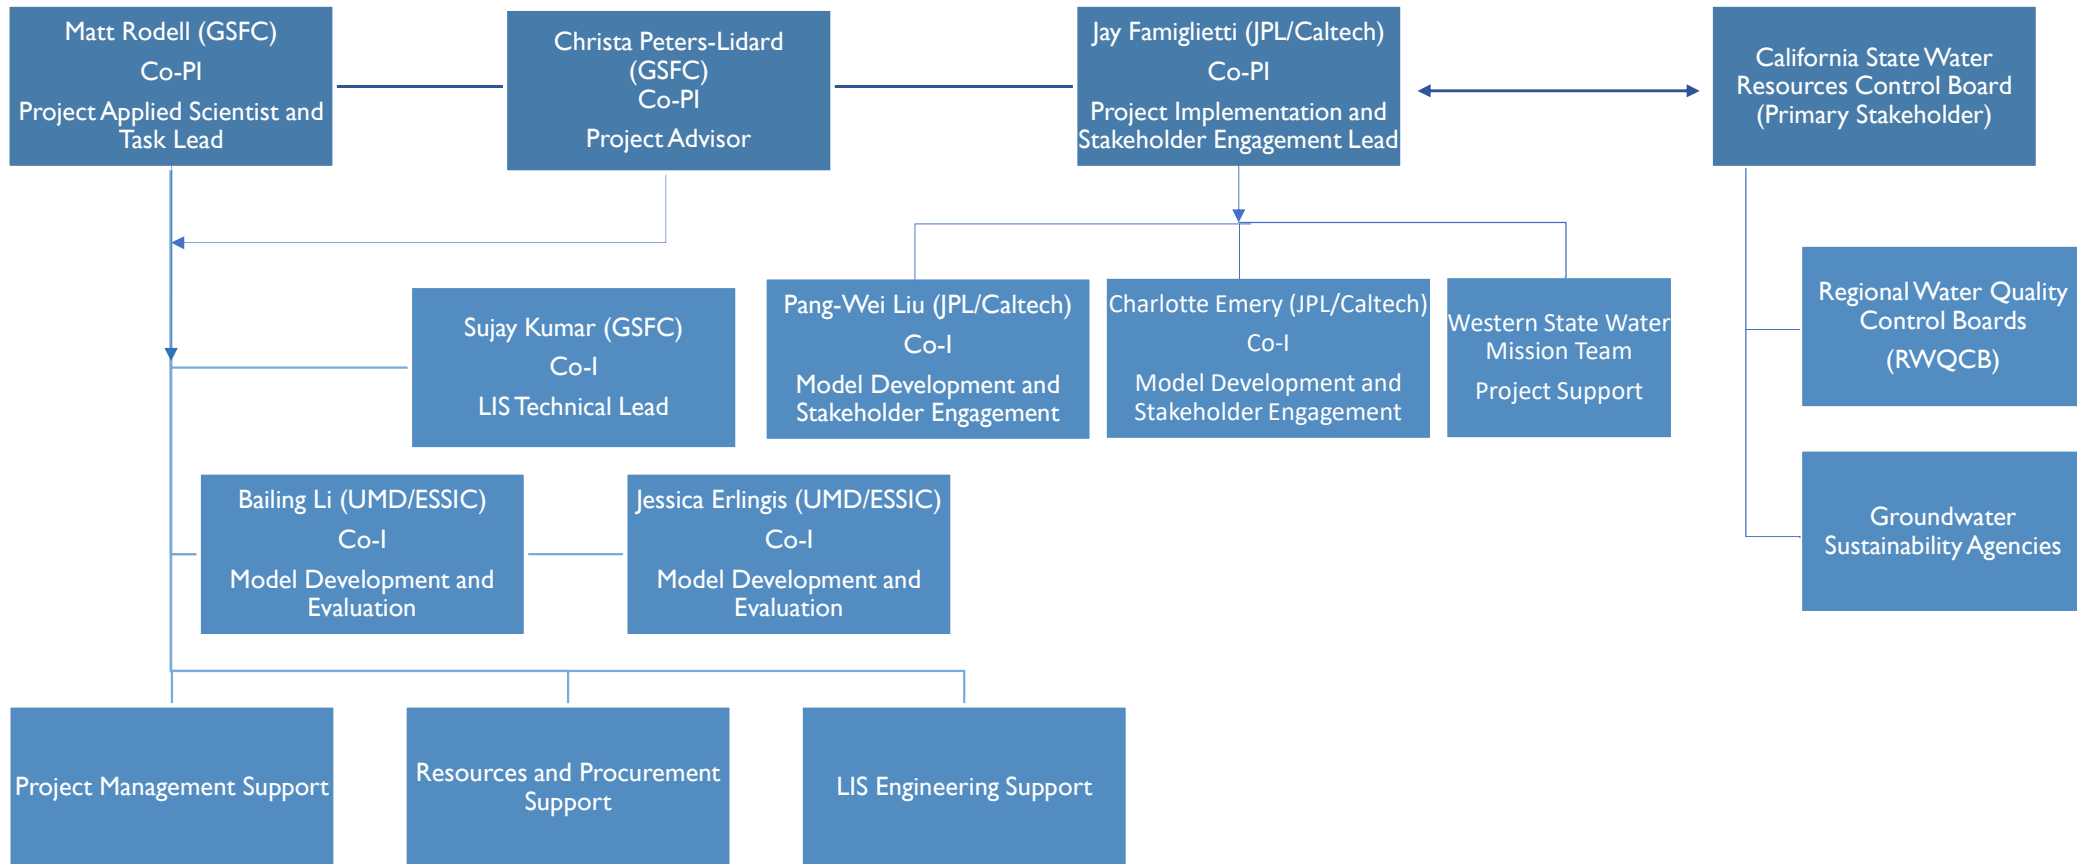 Matt Rodell (GSFC)
Co-PI
Project Applied Scientist and
Task Lead
Christa Peters-Lidard
(GSFC)
Co-PI
Project Advisor
Jay Famiglietti (JPL/Caltech)
Co-PI
Project Implementation and
Stakeholder Engagement Lead
California State Water
Resources Control Board
(Primary Stakeholder)
Sujay Kumar (GSFC)
Co-I
LIS Technical Lead
Pang-Wei Liu (JPL/Caltech)
Co-I
Model Development and
Stakeholder Engagement
Charlotte Emery (JPL/Caltech)
Co-I
Model Development and
Stakeholder Engagement
Western State Water
Mission Team
Project Support
Regional Water Quality
Control Boards
(RWQCB)
Bailing Li (UMD/ESSIC)
Co-I
Model Development and
Evaluation
Jessica Erlingis (UMD/ESSIC)
Co-I
Model Development and
Evaluation
Groundwater
Sustainability Agencies
Project Management Support
Resources and Procurement
Support
LIS Engineering Support